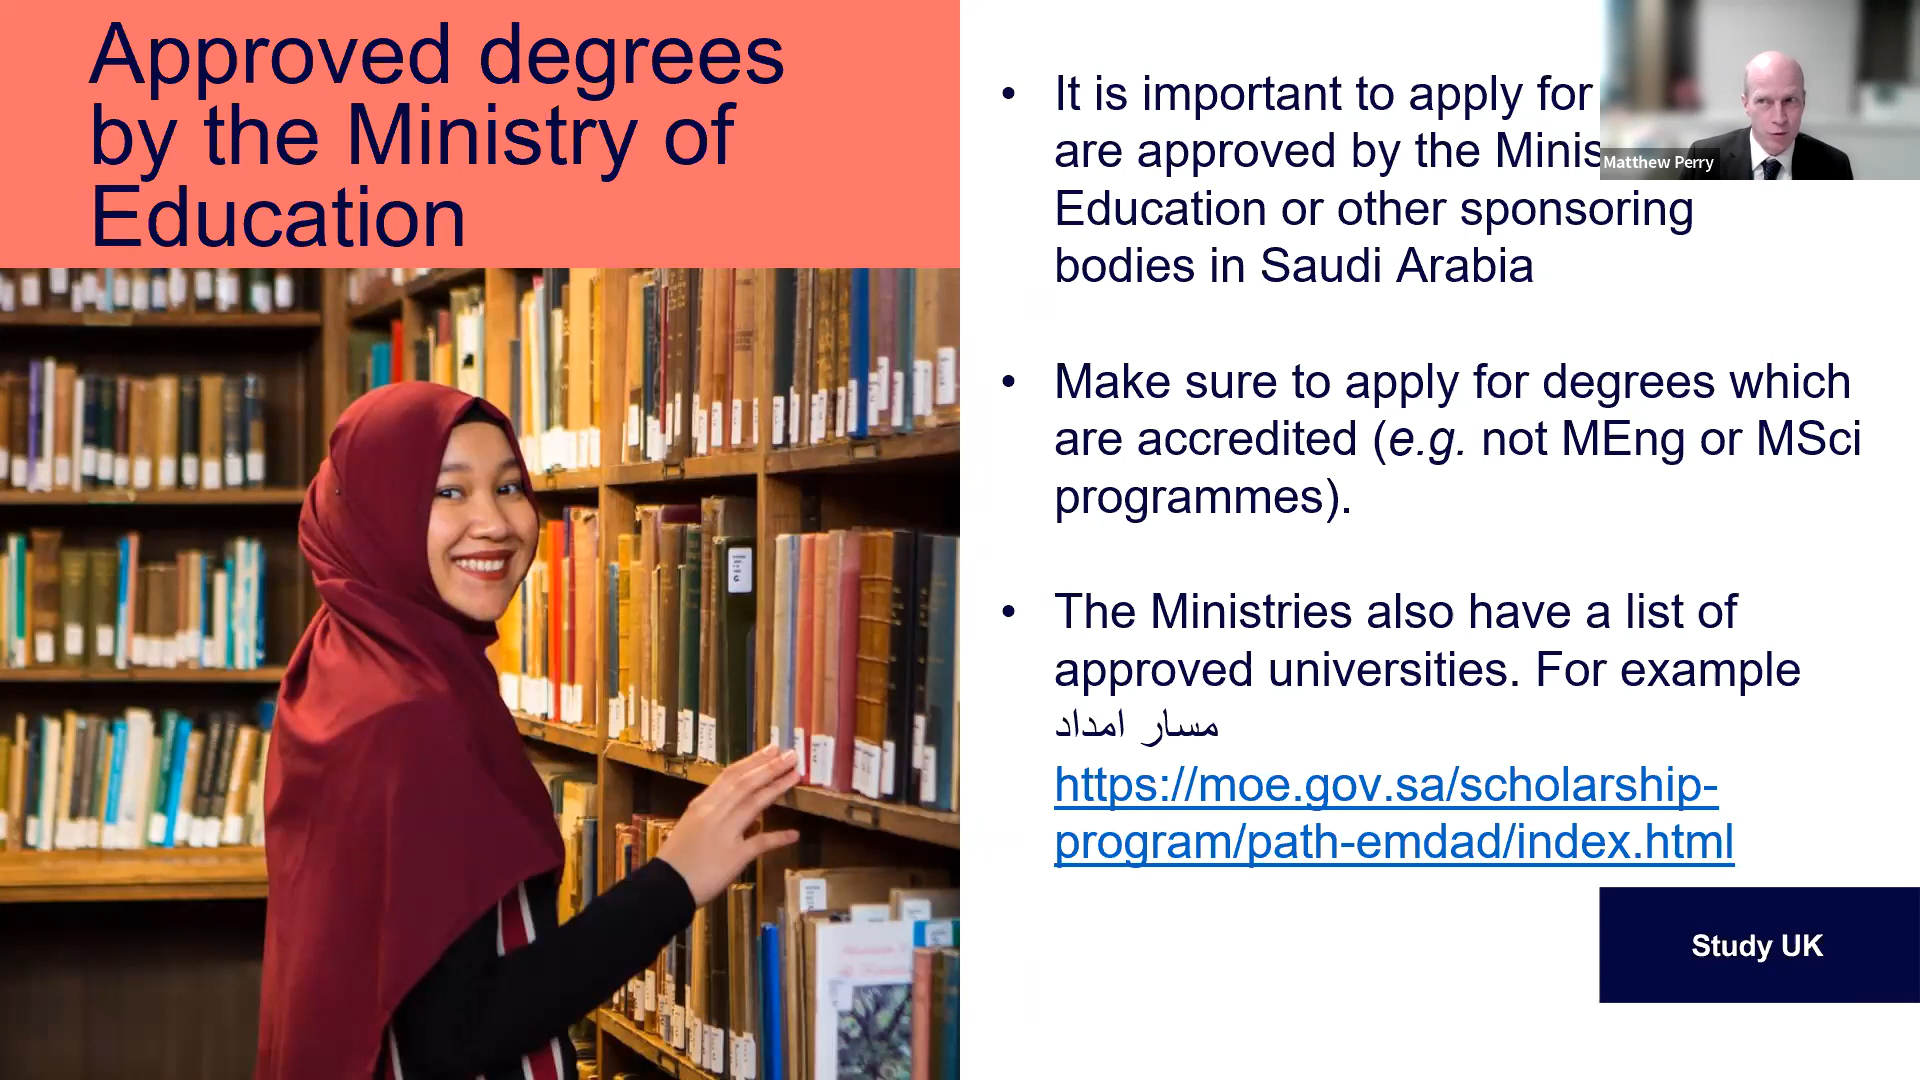 Approved degrees
by the Ministry of
Education
• It is important to apply for
are approved by the Minis
Education or other sponsoring
bodies in Saudi Arabia
• Make sure to apply for degrees which
are accredited (e.g. not MEng or MSci
programmes).
• The Ministries also have a list of
approved universities. For example
مسار امداد
https://moe.gov.sa/scholarship-
program/path-emdad/index.html
Matthew Perry
Study UK